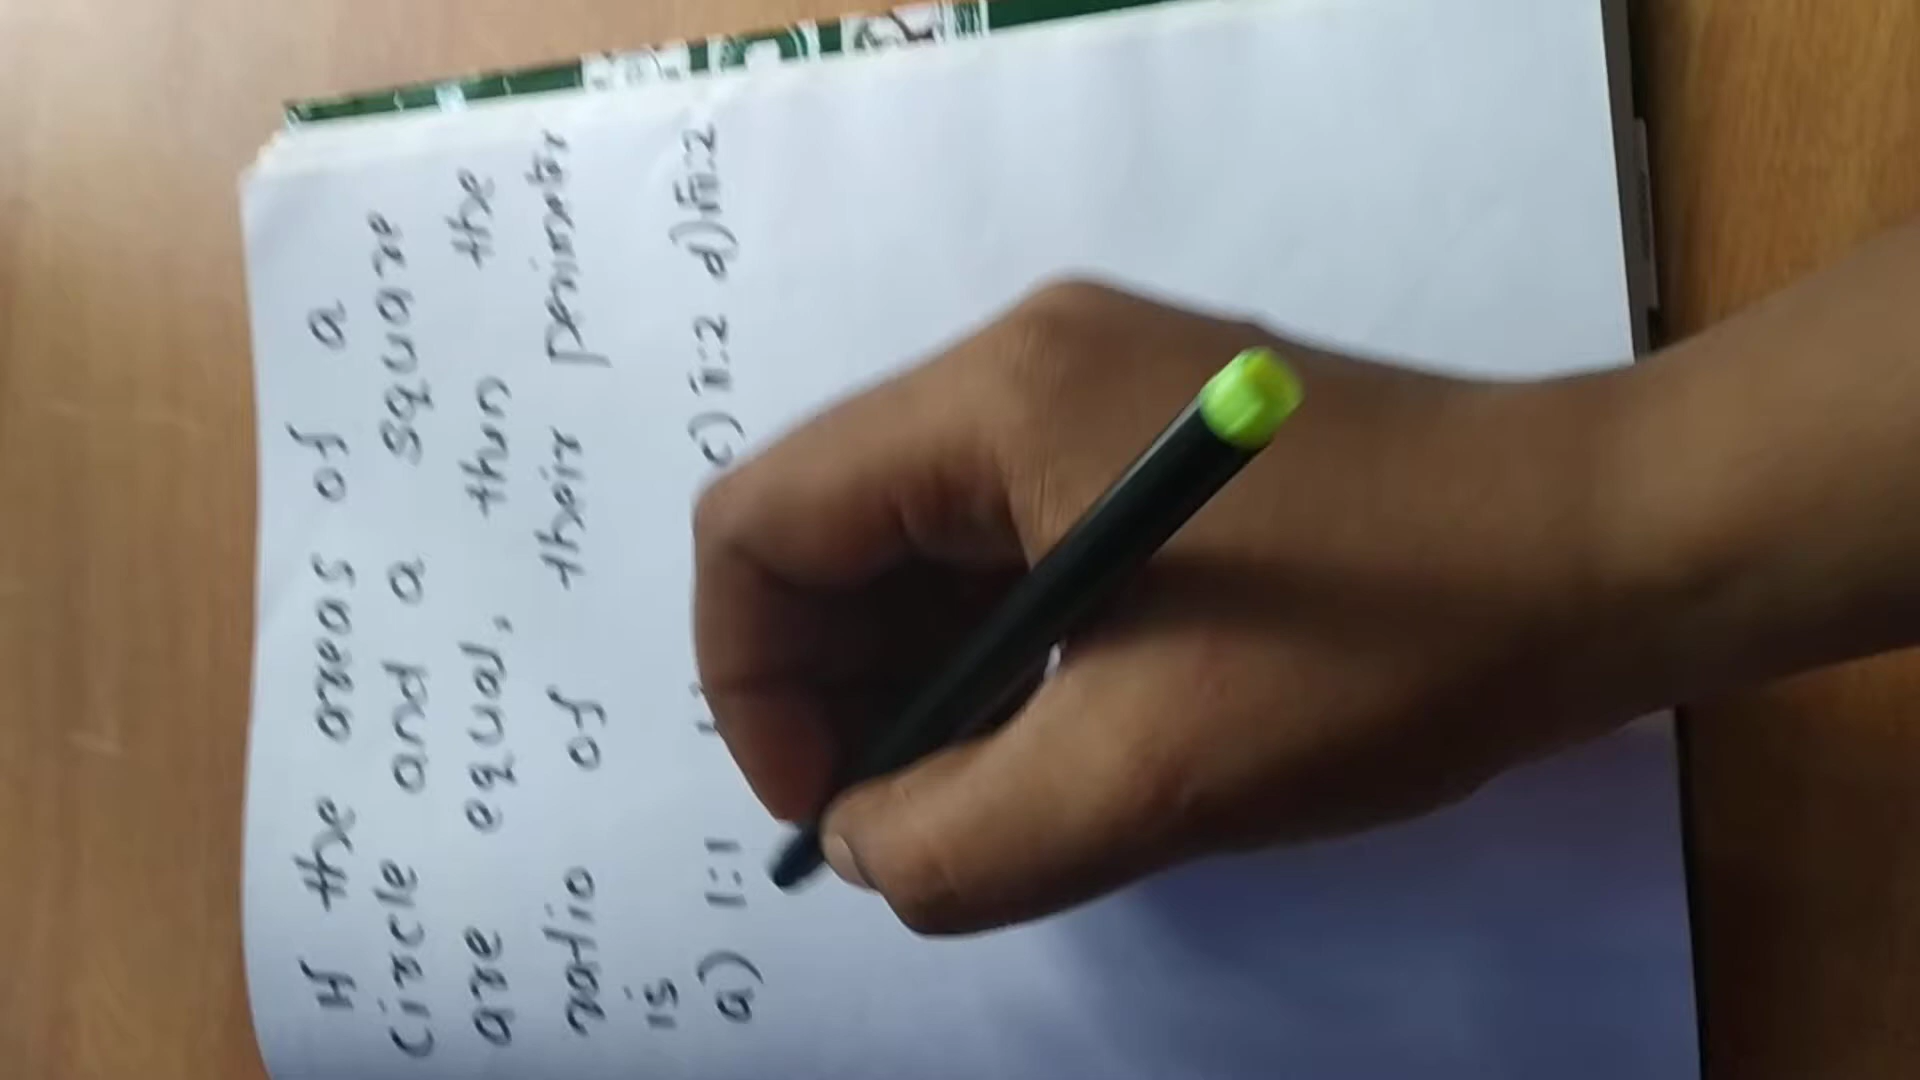 If the areas of a
circle and a square
are equal, then the
ratio of their perimeter
is
a) 1:1 c) π:2 d) √π:2